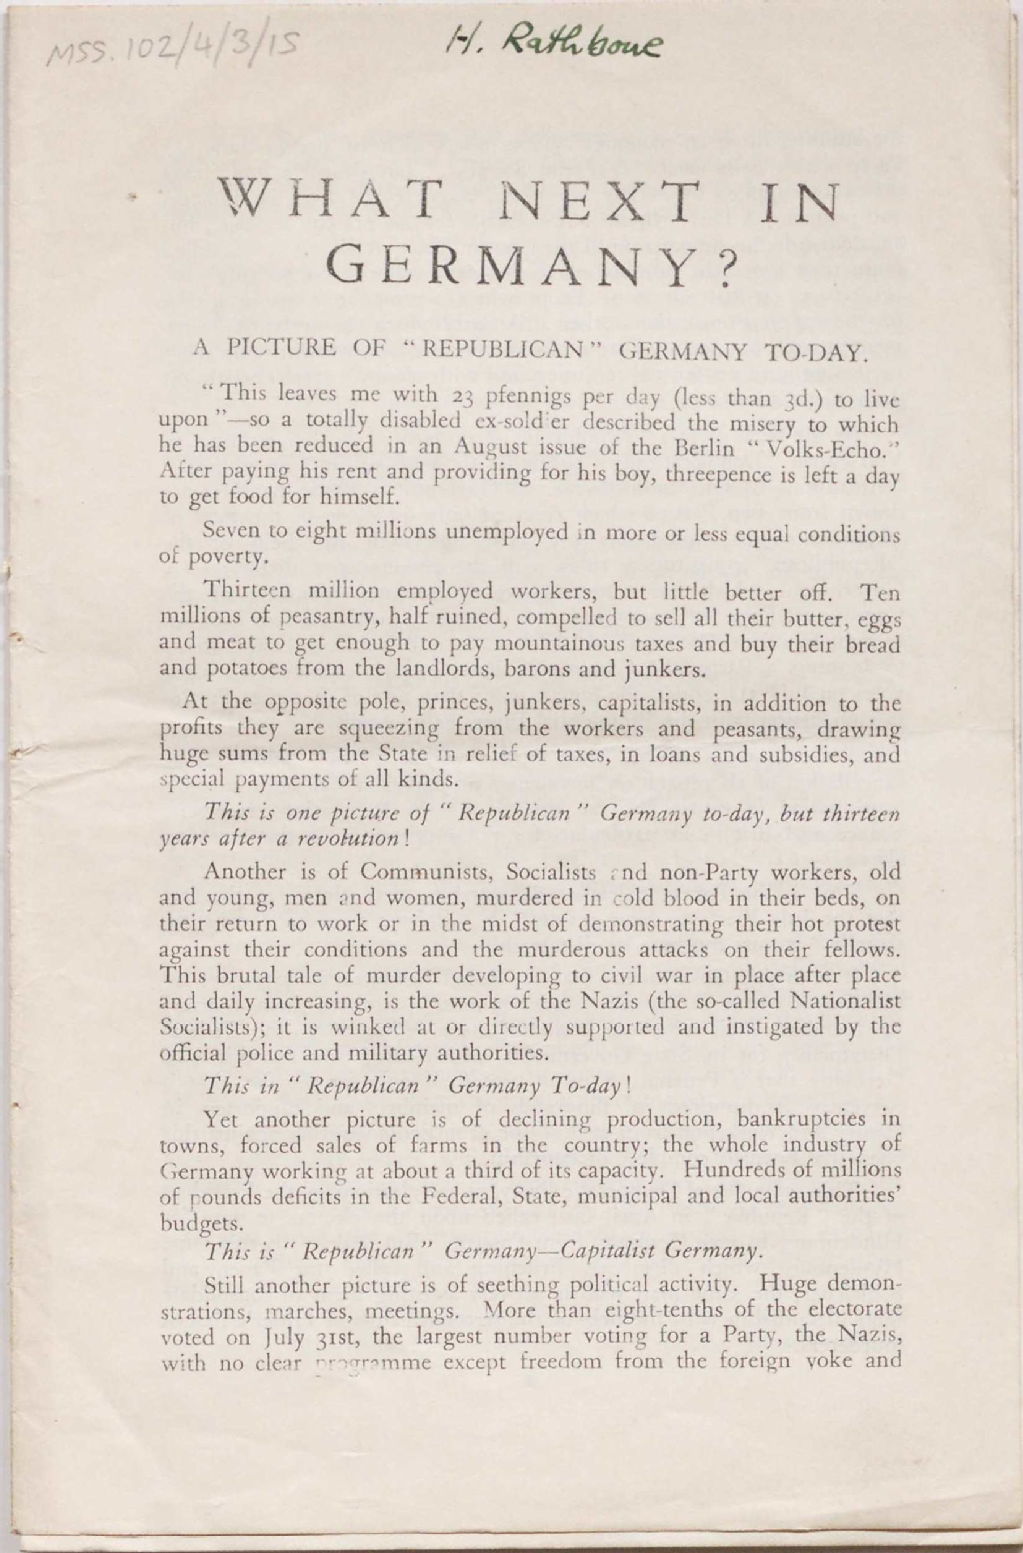 MSS. 102/4/3/15
H. Rathbone
WHAT NEXT IN
GERMANY?
A PICTURE OF “REPUBLICAN” GERMANY TO-DAY.
“This leaves me with 23 pfennigs per day (less than 3d.) to live
upon”—so a totally disabled ex-soldier described the misery to which
he has been reduced in an August issue of the Berlin “Volks-Echo.”
After paying his rent and providing for his boy, threepence is left a day
to get food for himself.
Seven to eight millions unemployed in more or less equal conditions
of poverty.
Thirteen million employed workers, but little better off. Ten
millions of peasantry, half ruined, compelled to sell all their butter, eggs
and meat to get enough to pay mountainous taxes and buy their bread
and potatoes from the landlords, barons and junkers.
At the opposite pole, princes, junkers, capitalists, in addition to the
profits they are squeezing from the workers and peasants, drawing
huge sums from the State in relief of taxes, in loans and subsidies, and
special payments of all kinds.
This is one picture of “Republican” Germany to-day, but thirteen
years after a revolution!
Another is of Communists, Socialists and non-Party workers, old
and young, men and women, murdered in cold blood in their beds, on
their return to work or in the midst of demonstrating their hot protest
against their conditions and the murderous attacks on their fellows.
This brutal tale of murder developing to civil war in place after place
and daily increasing, is the work of the Nazis (the so-called Nationalist
Socialists); it is winked at or directly supported and instigated by the
official police and military authorities.
This in “Republican” Germany To-day!
Yet another picture is of declining production, bankruptcies in
towns, forced sales of farms in the country; the whole industry of
Germany working at about a third of its capacity. Hundreds of millions
of pounds deficits in the Federal, State, municipal and local authorities’
budgets.
This is “Republican” Germany—Capitalist Germany.
Still another picture is of seething political activity. Huge demon-
strations, marches, meetings. More than eight-tenths of the electorate
voted on July 31st, the largest number voting for a Party, the Nazis,
with no clear programme except freedom from the foreign yoke and